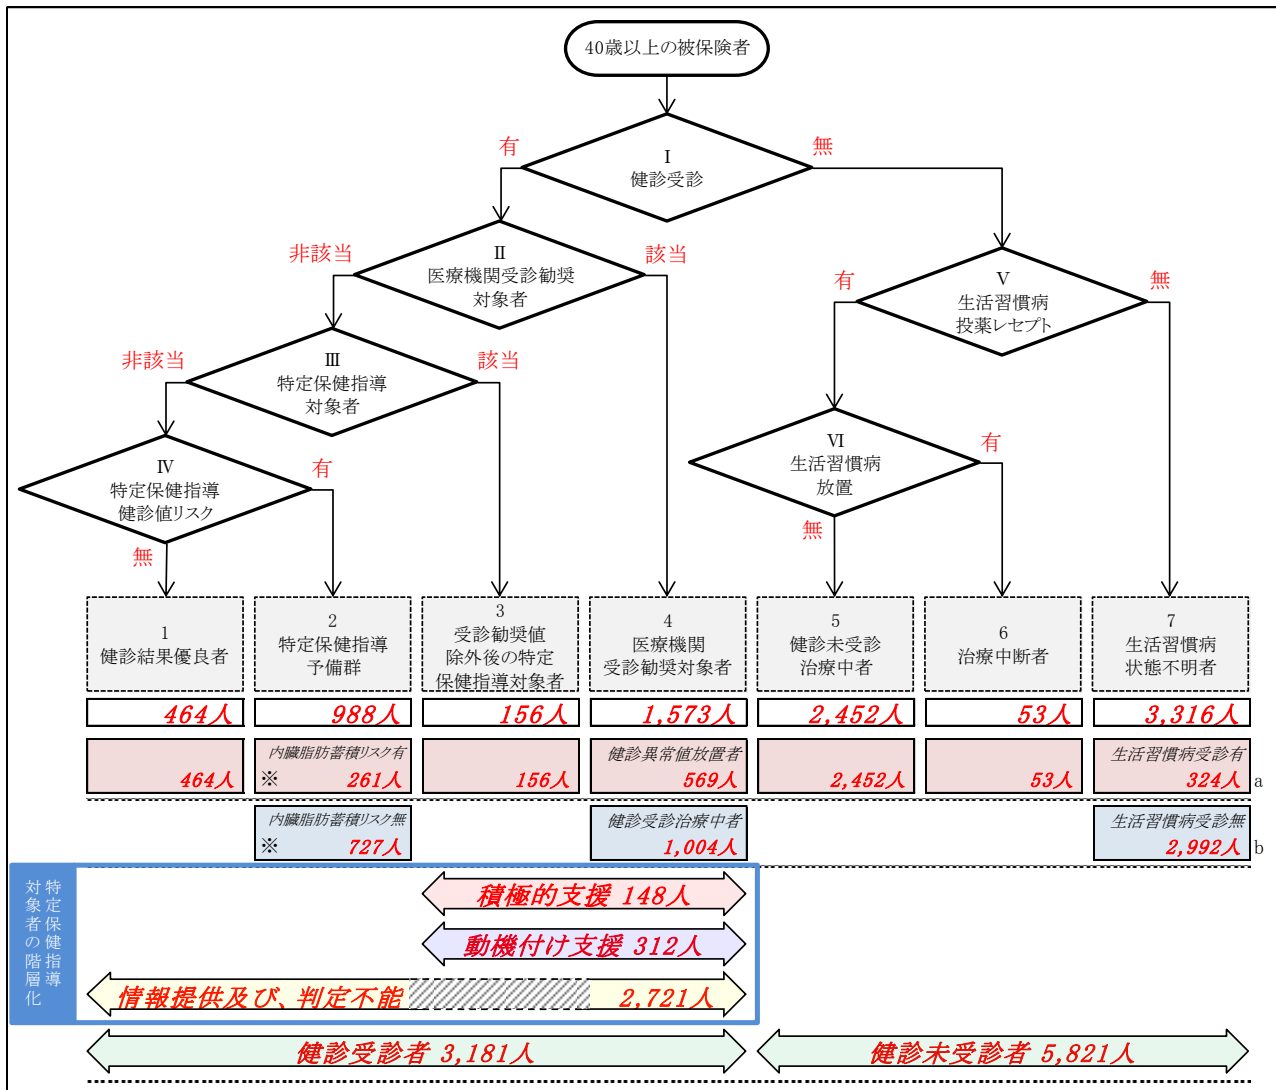 40歳以上の被保険者
有
Ⅰ
健診受診
無
非該当
Ⅱ
医療機関受診勧奨
対象者
該当
有
Ⅴ
生活習慣病
投薬レセプト
無
非該当
Ⅲ
特定保健指導
対象者
該当
Ⅳ
特定保健指導
健診値リスク
有
無
Ⅵ
生活習慣病
放置
有
無
1
健診結果優良者
2
特定保健指導
予備群
3
受診勧奨値
除外後の特定
保健指導対象者
4
医療機関
受診勧奨対象者
5
健診未受診
治療中者
6
治療中断者
7
生活習慣病
状態不明者
464人
988人
156人
1,573人
2,452人
53人
3,316人
464人
内臓脂肪蓄積リスク有
※ 261人
156人
健診異常値放置者
569人
2,452人
53人
生活習慣病受診有
324人
a
内臓脂肪蓄積リスク無
※ 727人
健診受診治療中者
1,004人
生活習慣病受診無
2,992人
b
特定保健指導
対象者の階層化
積極的支援 148人
動機付け支援 312人
情報提供及び、判定不能 2,721人
健診受診者 3,181人
健診未受診者 5,821人